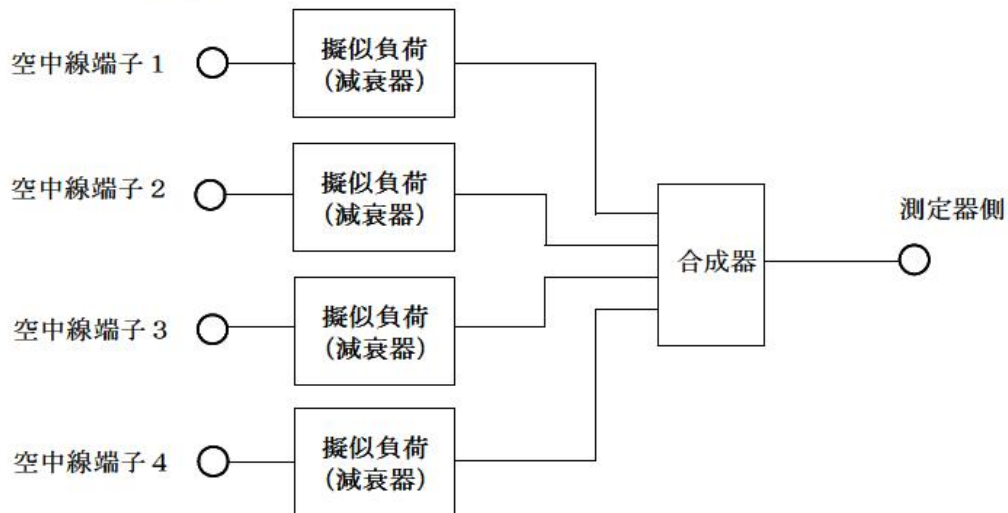 空中線端子1
擬似負荷
(減衰器)
空中線端子2
擬似負荷
(減衰器)
空中線端子3
擬似負荷
(減衰器)
空中線端子4
擬似負荷
(減衰器)
合成器
測定器側